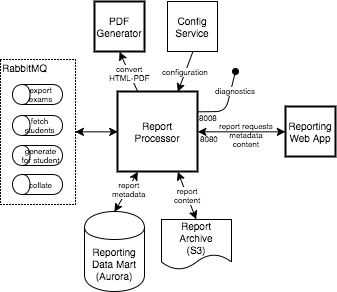 PDF
Generator
Config
Service
RabbitMQ
export
exams
fetch
students
generate
for student
collate
convert
HTML-PDF
configuration
diagnostics
Report
Processor
8008
8080
report requests
metadata
content
Reporting
Web App
report
metadata
report
content
Reporting
Data Mart
(Aurora)
Report
Archive
(S3)